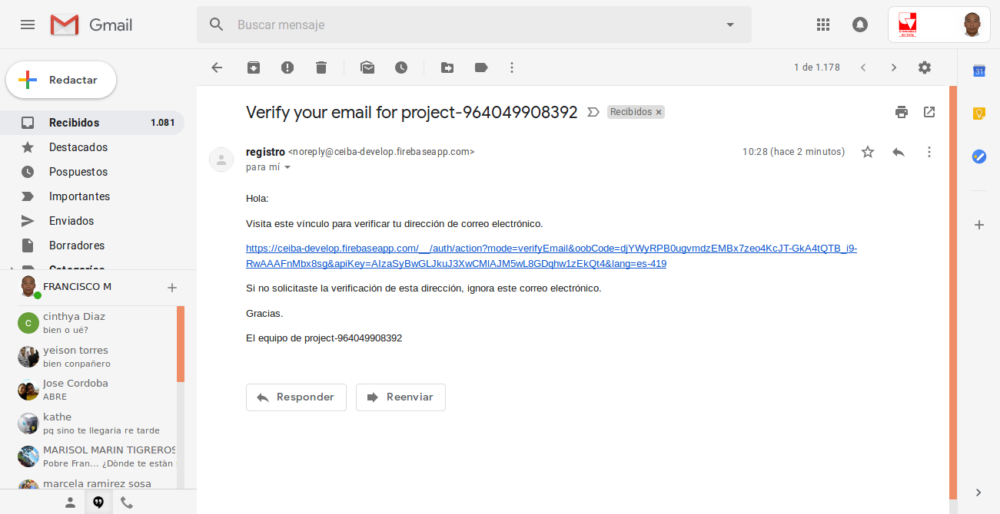 Gmail
Buscar mensaje
Redactar
1 de 1.178
31
Recibidos 1.081
Destacados
Pospuestos
Importantes
Enviados
Borradores
Categorías
Verify your email for project-964049908392 Recibidos ×
registro <noreply@ceiba-develop.firebaseapp.com> 10:28 (hace 2 minutos)
para mí
Hola:
Visita este vínculo para verificar tu dirección de correo electrónico.
https://ceiba-develop.firebaseapp.com/__/auth/action?mode=verifyEmail&oobCode=djYWyRPB0ugvmdzEMBx7zeo4KcJT-GkA4tQTB_i9-
RwAAAFnMbx8sg&apiKey=AIzaSyBwGLJkuJ3XwCMlAJM5wL8GDqhw1zEkQt4&lang=es-419
Si no solicitaste la verificación de esta dirección, ignora este correo electrónico.
Gracias.
El equipo de project-964049908392
Responder Reenviar
FRANCISCO M
C
cinthya Diaz
bien o ué?
yeison torres
bien conpañero
Jose Cordoba
ABRE
kathe
pq sino te llegaria re tarde
MARISOL MARIN TIGREROS
Pobre Fran... ¿Dònde te estàn
marcela ramirez sosa